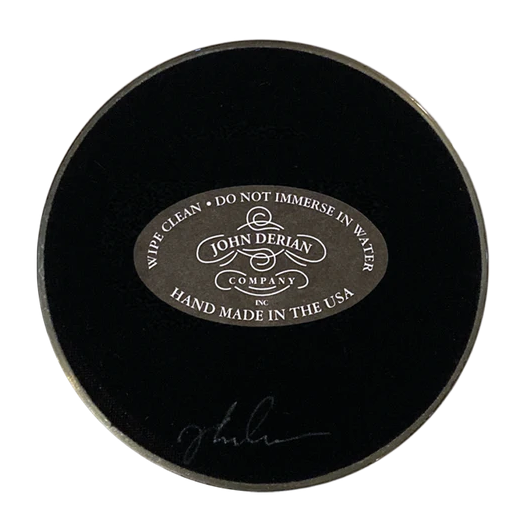 WIPE CLEAN • DO NOT IMMERSE IN WATER
JOHN DERIAN
COMPANY
INC
HAND MADE IN THE USA